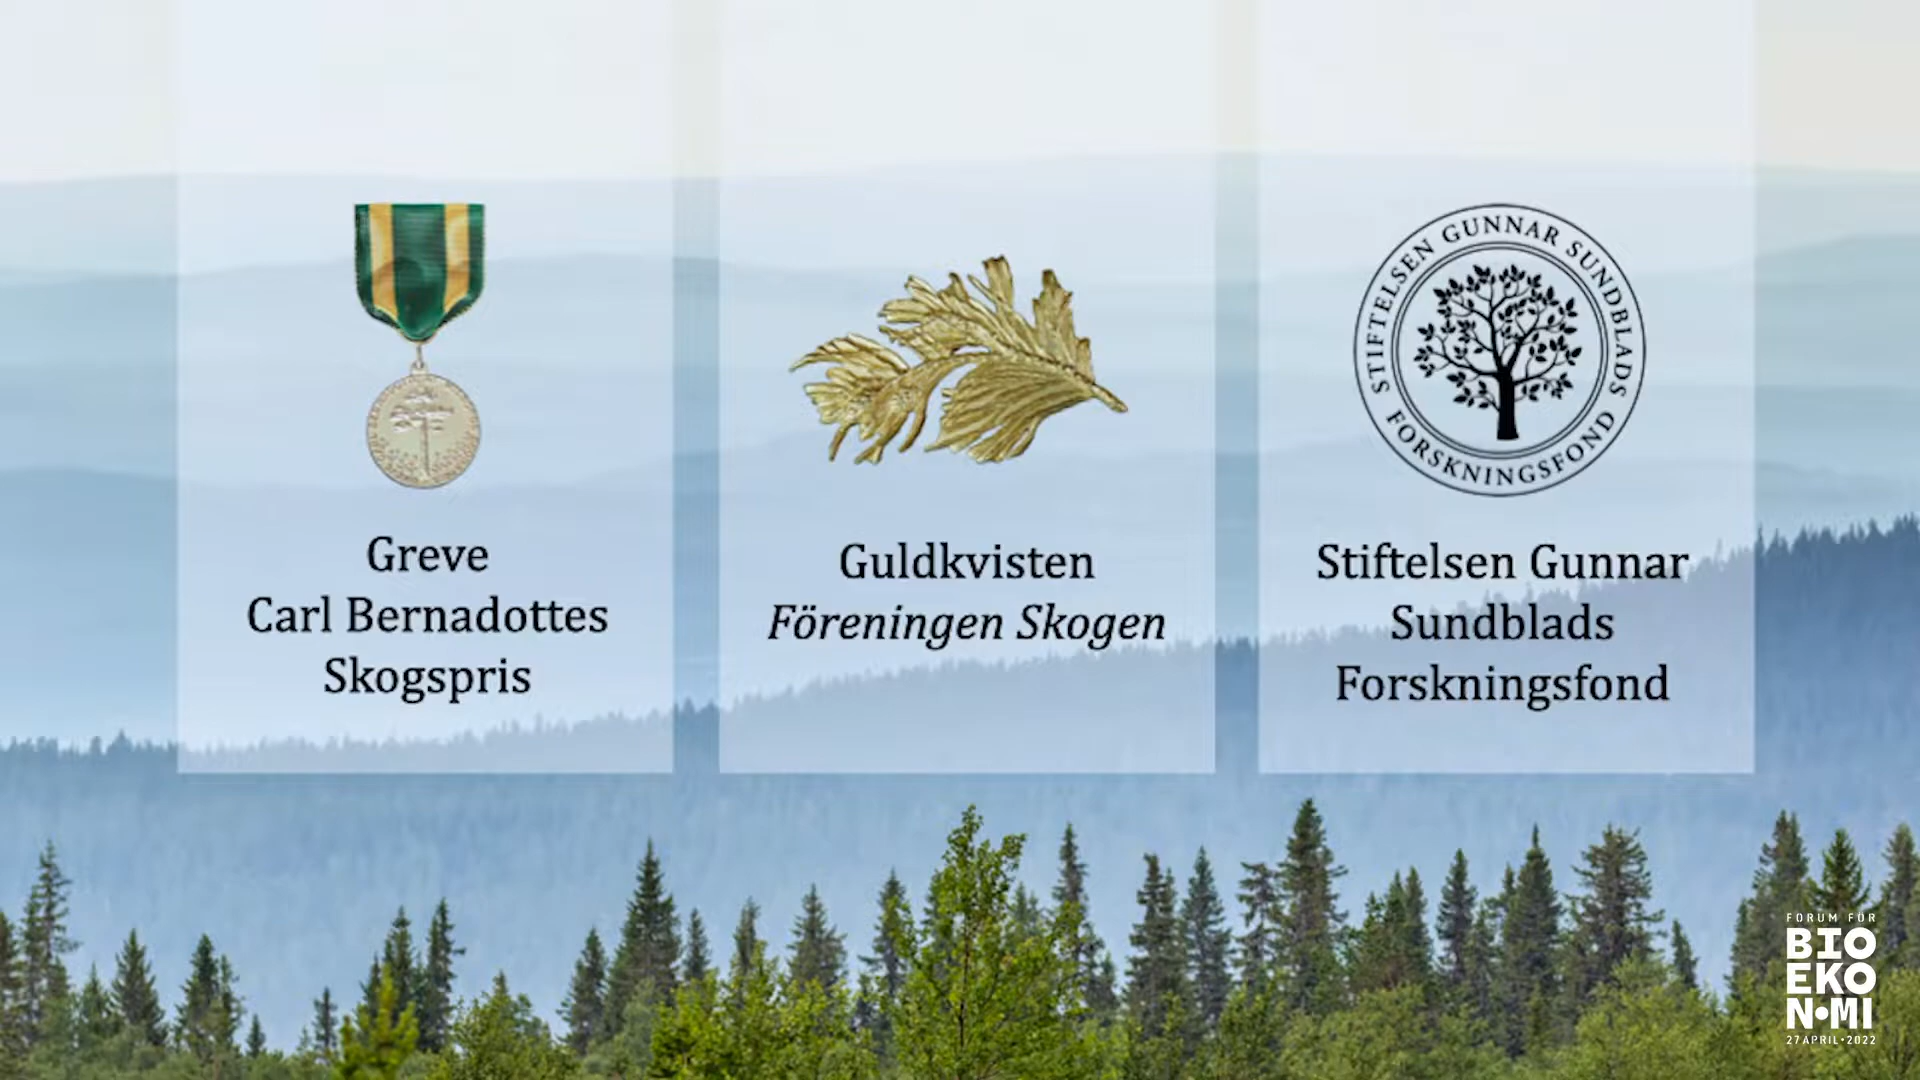 Greve
Carl Bernadottes
Skogspris
Guldkvisten
Föreningen Skogen
STIFTELSEN GUNNAR SUNDBLADS
FORSKNINGSFOND
Stiftelsen Gunnar
Sundblads
Forskningsfond
FORUM FÖR
BIO
EKO
N•MI
27 APRIL•2022